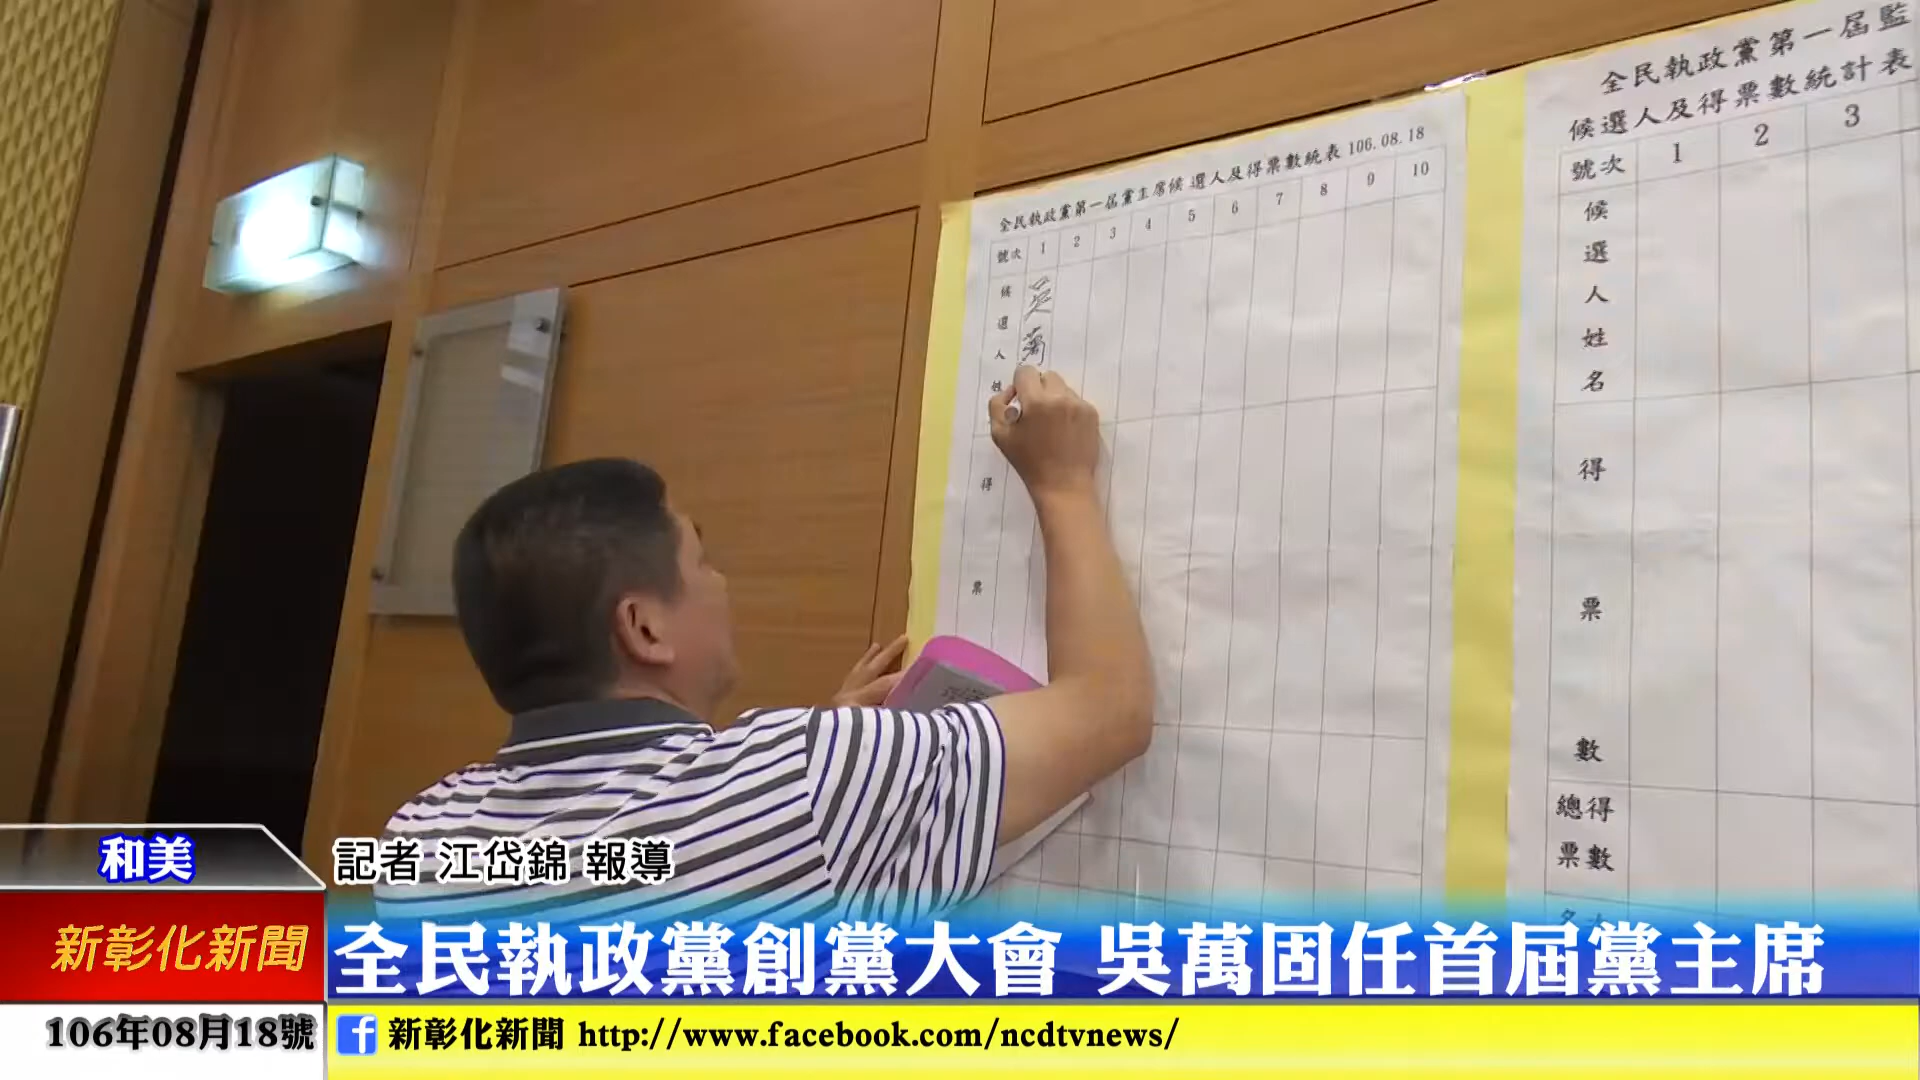 全民執政黨第一屆黨主席候選人及得票數統表 106.08.18
號次 1 2 3 4 5 6 7 8 9 10
候選人姓
吳萬
得票
全民執政黨第一屆監
候選人及得票數統計表
號次 1 2 3
候選人姓名
得票數
總得票數
和美
記者 江岱錦 報導
新彰化新聞
全民執政黨創黨大會 吳萬固任首屆黨主席
106年08月18號
新彰化新聞 http://www.facebook.com/ncdtvnews/